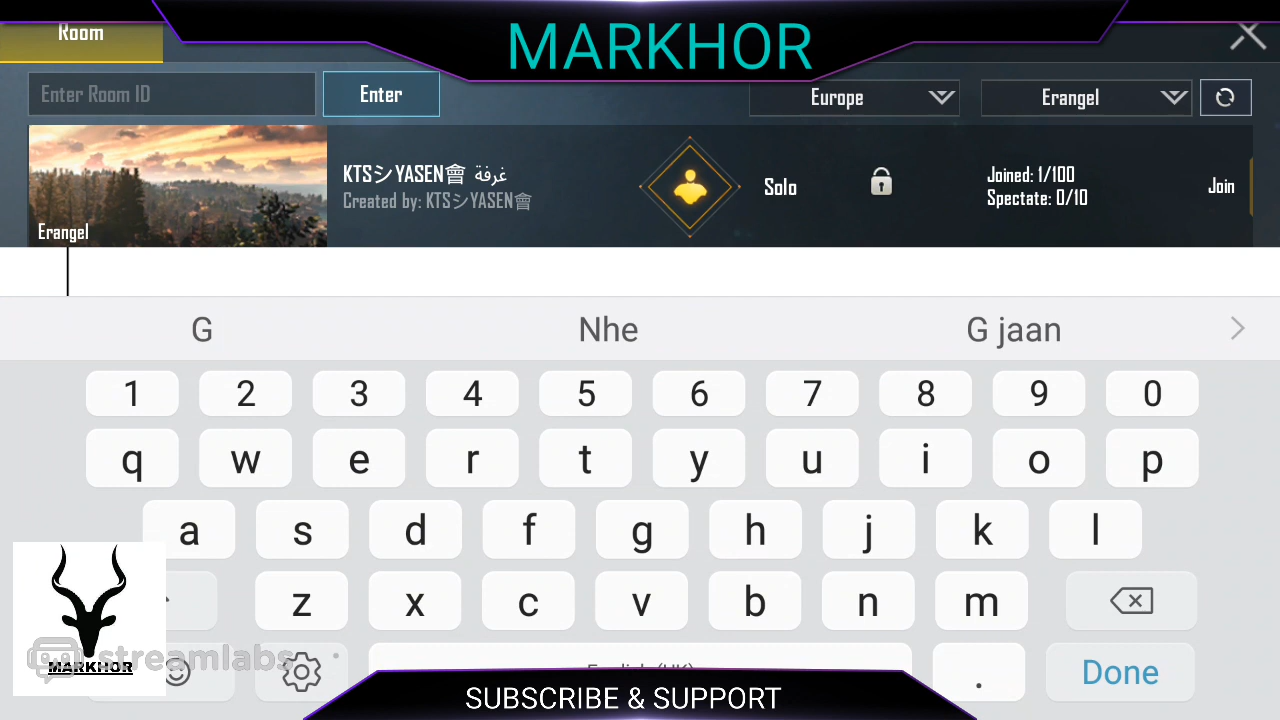 MARKHOR
Room
Enter Room ID
Enter
Europe
Erangel
KTSシYASEN會 غرفة
Created by: KTSシYASEN會
Solo
Joined: 1/100
Spectate: 0/10
Join
Erangel
G Nhe G jaan
1 2 3 4 5 6 7 8 9 0
q w e r t y u i o p
a s d f g h j k l
z x c v b n m
MARKHOR
streamlabs
English (UK)
. Done
SUBSCRIBE & SUPPORT